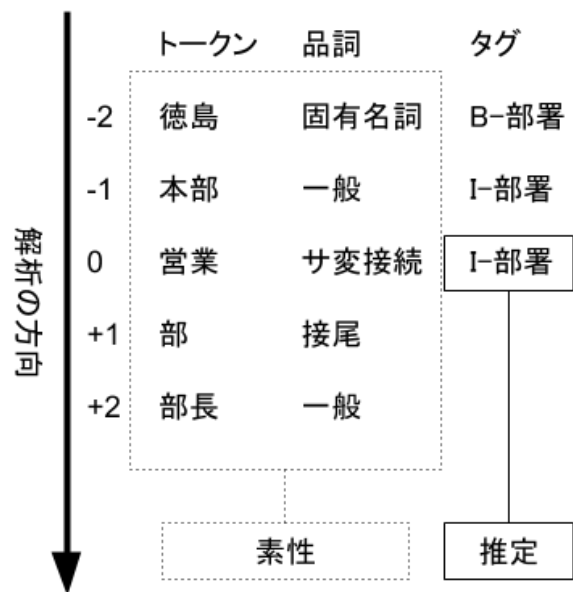 トークン 品詞 タグ
-2 徳島 固有名詞 B-部署
-1 本部 一般 I-部署
0 営業 サ変接続 I-部署
+1 部 接尾
+2 部長 一般
解析の方向
素性 推定